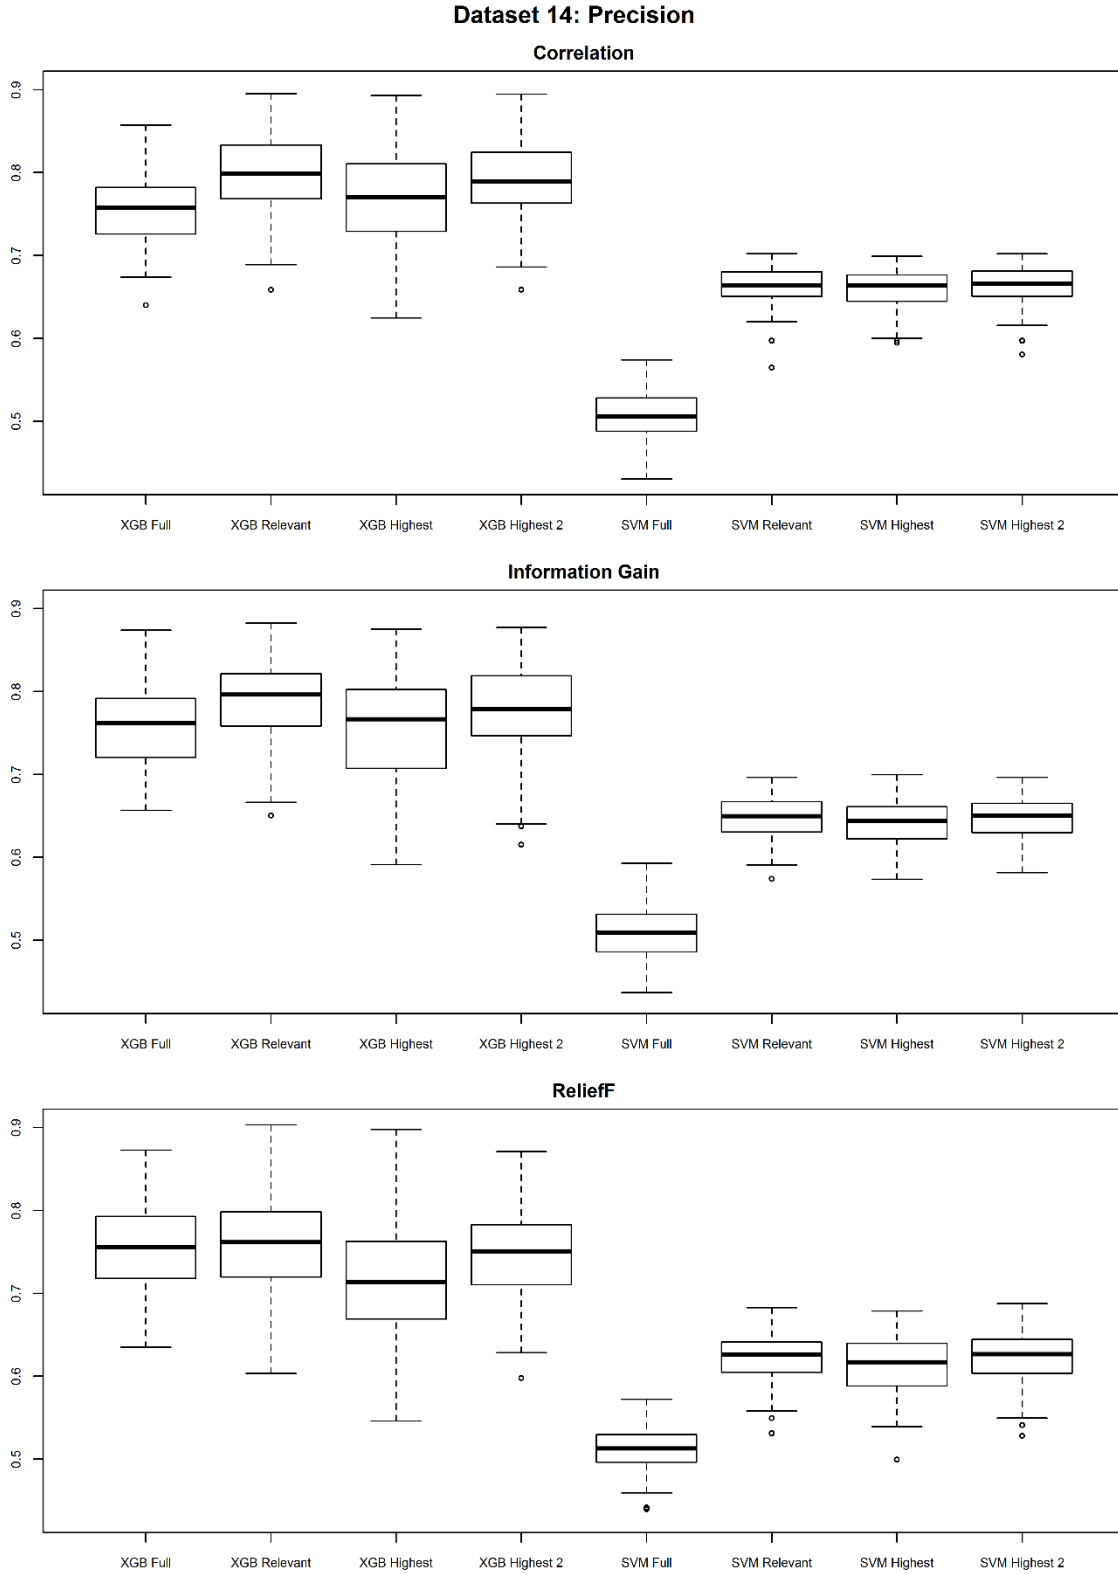 Dataset 14: Precision
Correlation
0.9
0.8
0.7
0.6
0.5
XGB Full XGB Relevant XGB Highest XGB Highest 2 SVM Full SVM Relevant SVM Highest SVM Highest 2
Information Gain
0.9
0.8
0.7
0.6
0.5
XGB Full XGB Relevant XGB Highest XGB Highest 2 SVM Full SVM Relevant SVM Highest SVM Highest 2
ReliefF
0.9
0.8
0.7
0.6
0.5
XGB Full XGB Relevant XGB Highest XGB Highest 2 SVM Full SVM Relevant SVM Highest SVM Highest 2